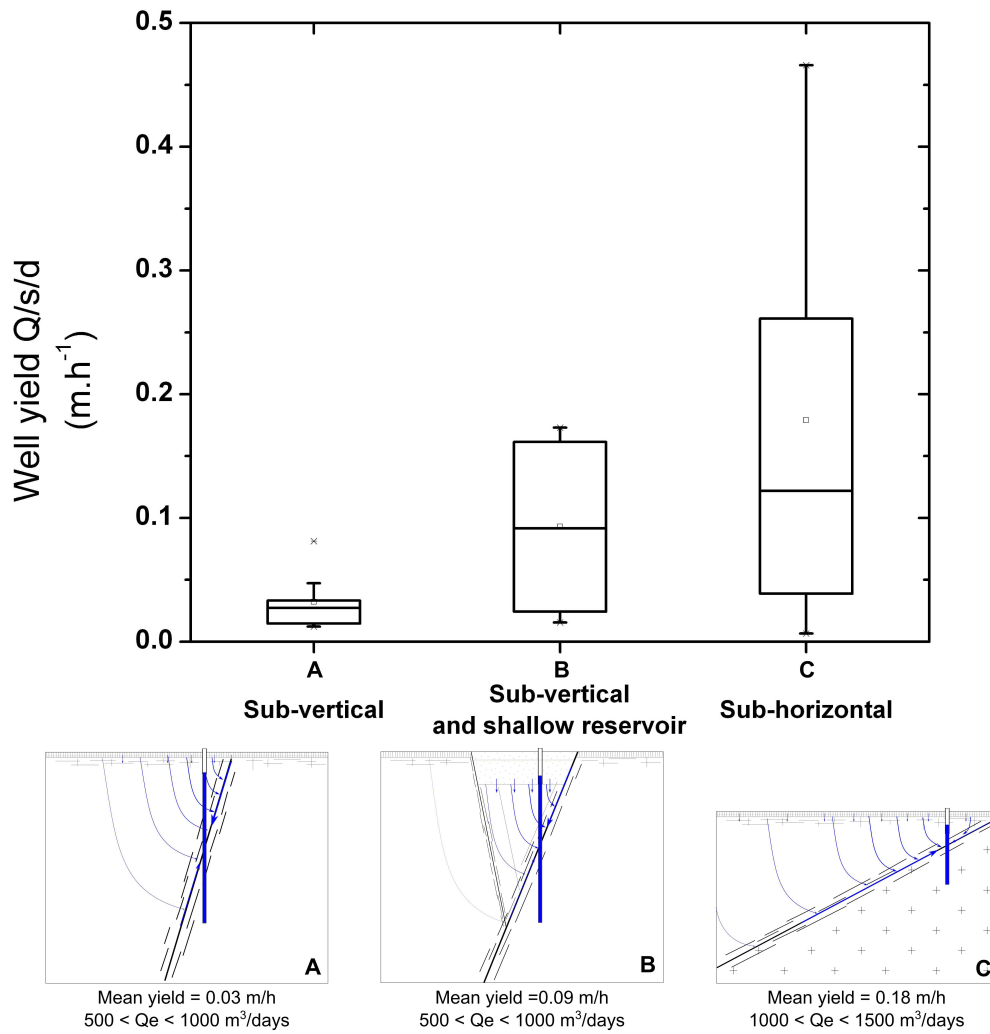 0.5
0.4
0.3
0.2
0.1
0.0
Well yield Q/s/d
(m.h⁻¹)
A
B
C
Sub-vertical
Sub-vertical
and shallow reservoir
Sub-horizontal
A
B
C
Mean yield = 0.03 m/h
500 < Qe < 1000 m³/days
Mean yield =0.09 m/h
500 < Qe < 1000 m³/days
Mean yield = 0.18 m/h
1000 < Qe < 1500 m³/days